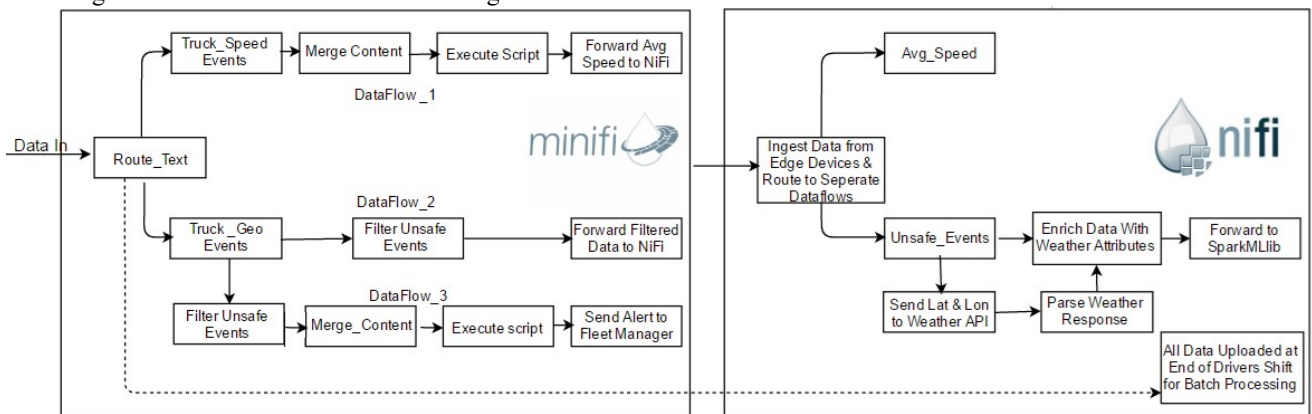 Truck_Speed
Events
Merge Content
Execute Script
Forward Avg
Speed to NiFi
DataFlow_1
Data In
Route_Text
minifi
DataFlow_2
Truck_Geo
Events
Filter Unsafe
Events
Forward Filtered
Data to NiFi
DataFlow_3
Filter Unsafe
Events
Merge_Content
Execute script
Send Alert to
Fleet Manager
Avg_Speed
Ingest Data from
Edge Devices &
Route to Seperate
Dataflows
nifi
Unsafe_Events
Enrich Data With
Weather Attributes
Forward to
SparkMLlib
Send Lat & Lon
to Weather API
Parse Weather
Response
All Data Uploaded at
End of Drivers Shift
for Batch Processing